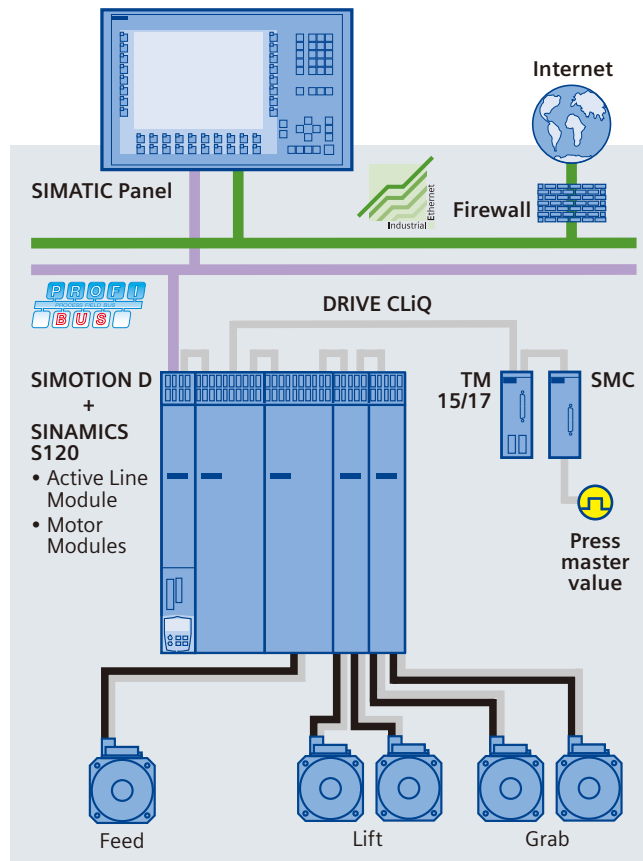 Internet
SIMATIC Panel
Industrial Ethernet
Firewall
PROFI
PROCESS FIELD BUS
BUS
DRIVE CLiQ
SIMOTION D
+
SINAMICS
S120
• Active Line
Module
• Motor
Modules
TM
15/17
SMC
Press
master
value
Feed
Lift
Grab